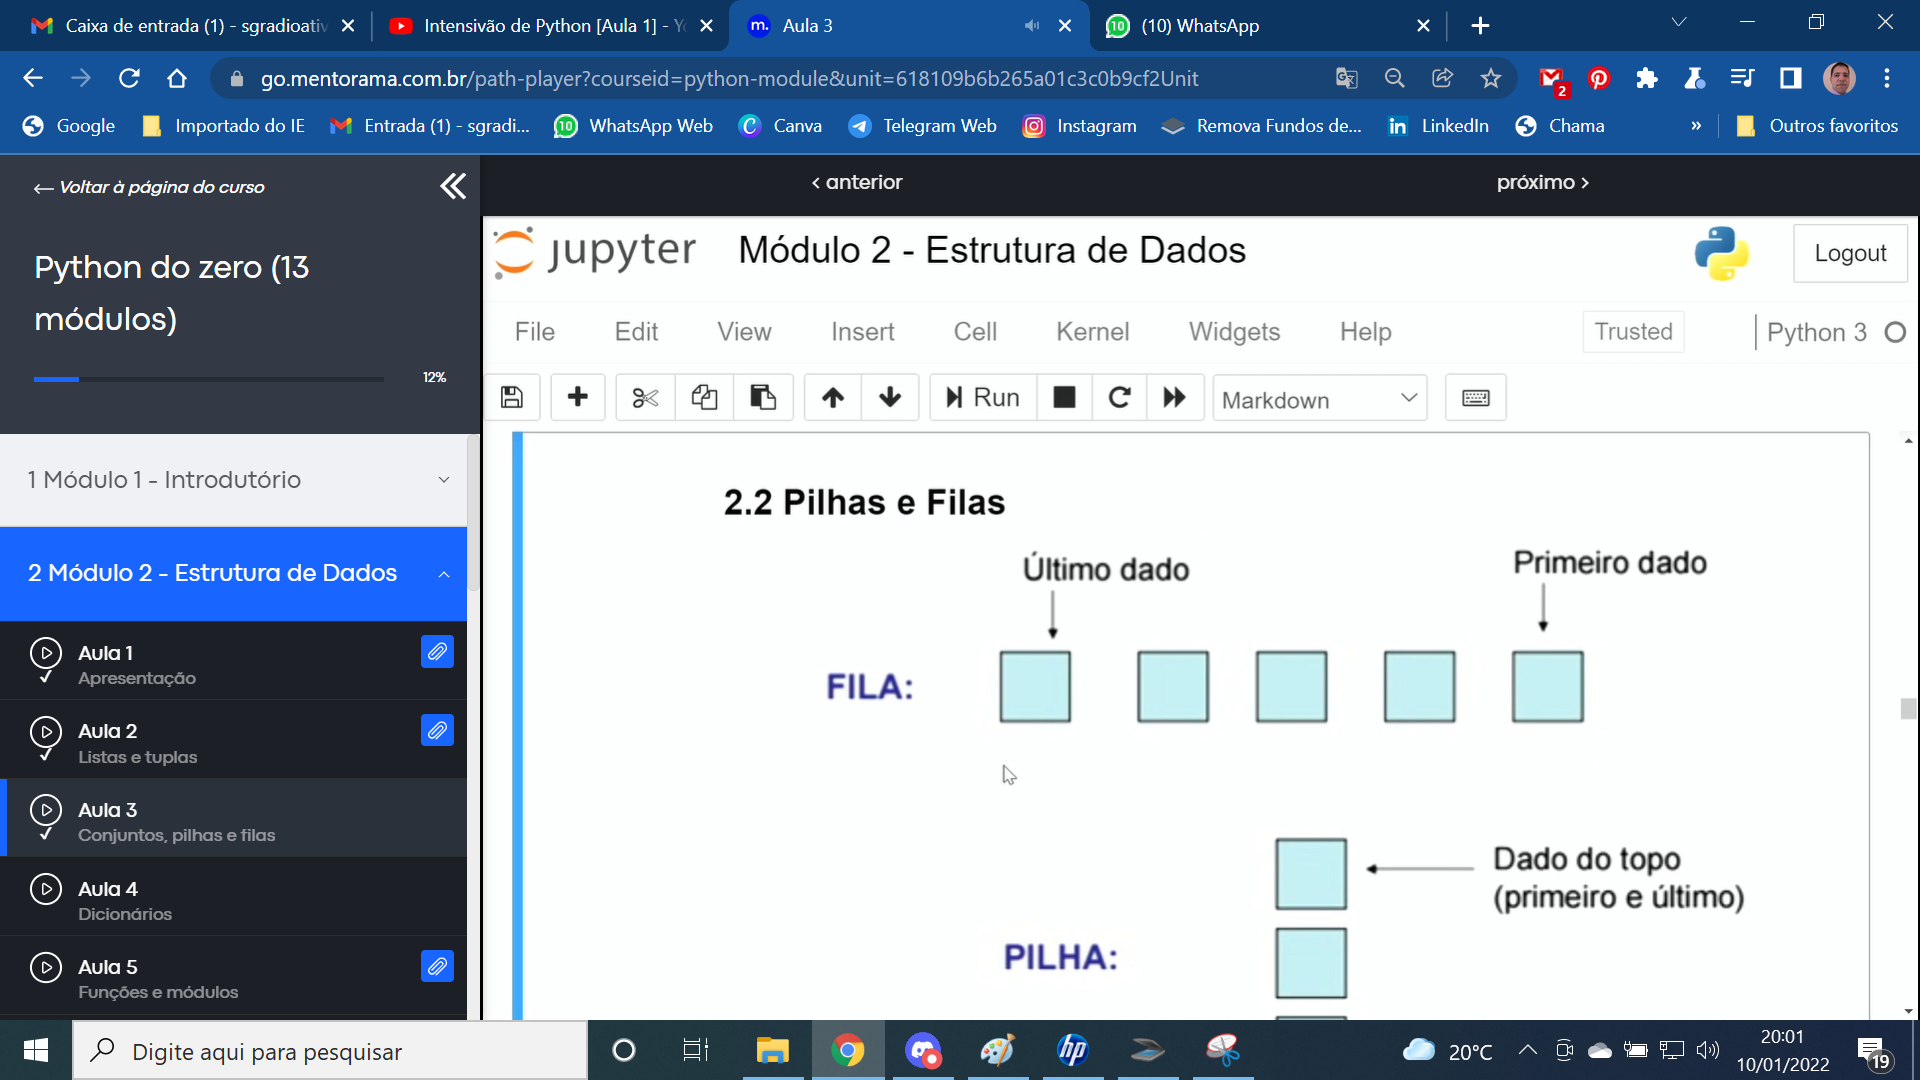 Caixa de entrada (1) - sgradioativ
Intensivão de Python [Aula 1] - Yo
m. Aula 3
10 (10) WhatsApp
go.mentorama.com.br/path-player?courseid=python-module&unit=618109b6b265a01c3c0b9cf2Unit
2
Google
Importado do IE
Entrada (1) - sgradi...
10 WhatsApp Web
Canva
Telegram Web
Instagram
Remova Fundos de...
LinkedIn
Chama
»
Outros favoritos
← Voltar à página do curso
‹ anterior
próximo ›
Python do zero (13
módulos)
12%
1 Módulo 1 - Introdutório
2 Módulo 2 - Estrutura de Dados
Aula 1
Apresentação
Aula 2
Listas e tuplas
Aula 3
Conjuntos, pilhas e filas
Aula 4
Dicionários
Aula 5
Funções e módulos
jupyter Módulo 2 - Estrutura de Dados
Logout
File Edit View Insert Cell Kernel Widgets Help
Trusted
Python 3
Run
Markdown
2.2 Pilhas e Filas
Último dado
Primeiro dado
FILA:
Dado do topo
(primeiro e último)
PILHA:
Digite aqui para pesquisar
hp
20°C
20:01
10/01/2022
19